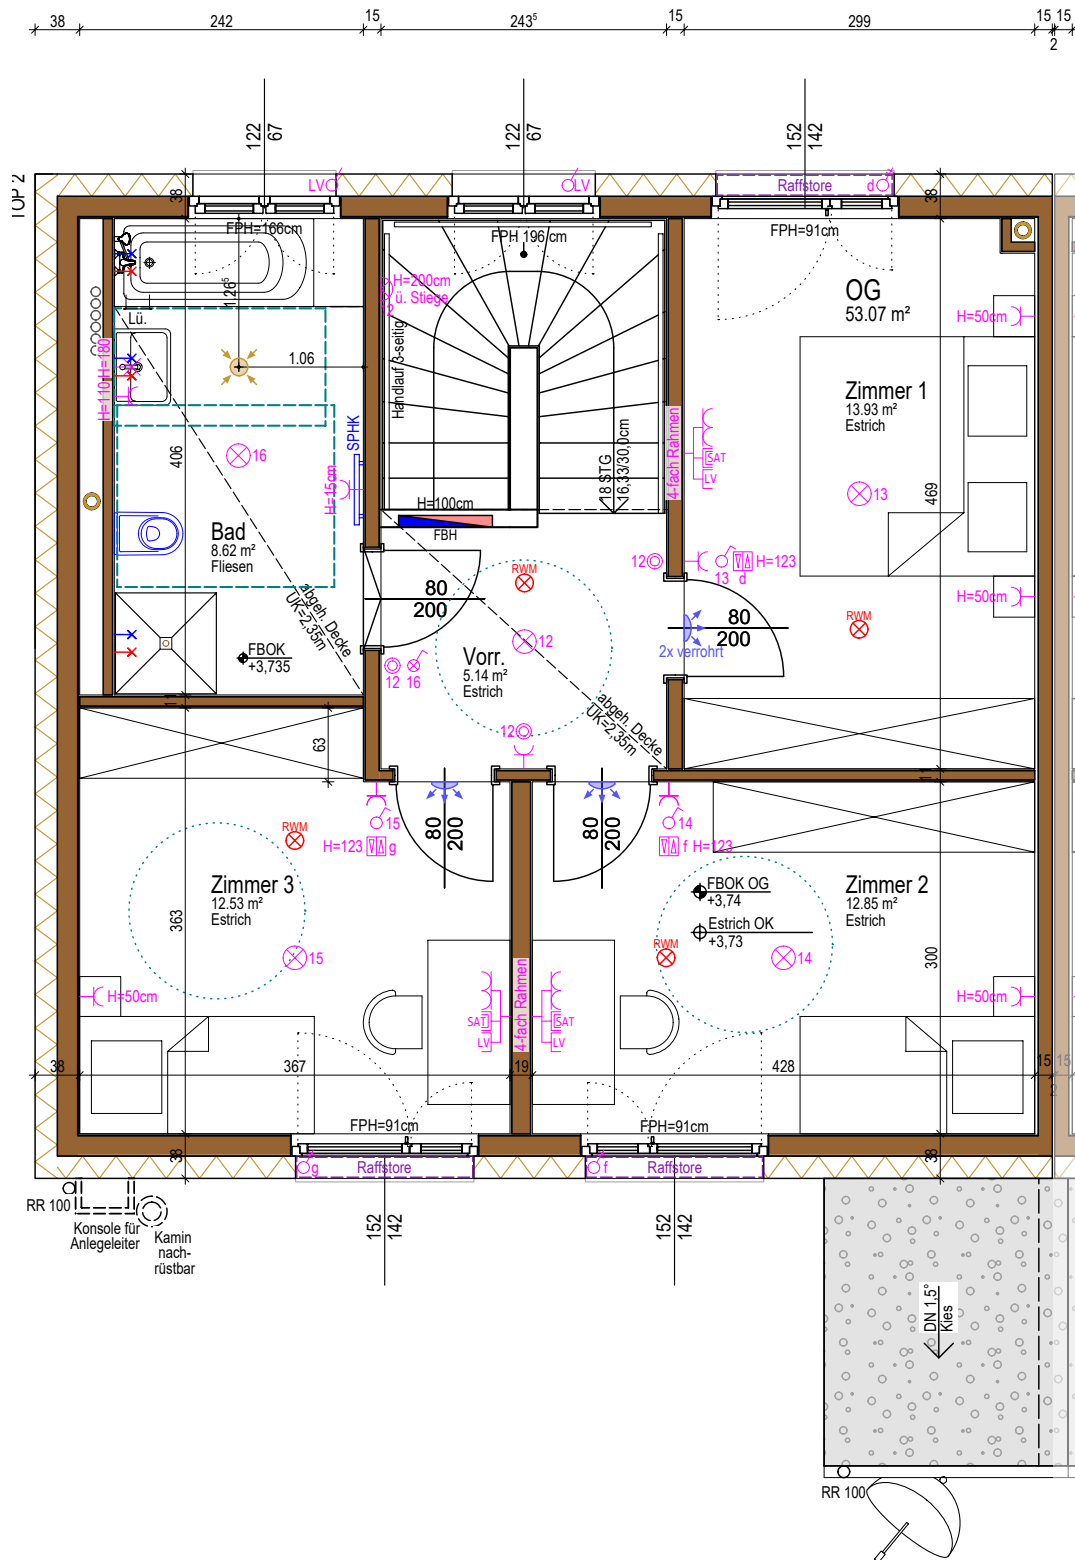 38
242
15
243⁵
15
299
15
15
2
122
67
122
67
152
142
TOP 2
38
LV
LV
Raffstore
d
38
FPH=166cm
FPH 196 cm
FPH=91cm
H=200cm
ü. Stiege
1.26⁵
Lü.
OG
53.07 m²
H=50cm
Handlauf 3-seitig
1.06
H=110
H=180
Zimmer 1
13.93 m²
Estrich
4-fach Rahmen
SAT
LV
SPHK
406
16
H=15cm
18 STG
16,33/30,0cm
13
469
H=100cm
FBH
Bad
8.62 m²
Fliesen
12
13
d
H=123
RWM
80
200
H=50cm
abgeh. Decke
UK=2,35m
12
80
200
RWM
2x verrohrt
FBOK
+3,735
Vorr.
5.14 m²
Estrich
12
16
abgeh. Decke
UK=2,35m
11
63
12
11
80
200
80
200
15
14
RWM
H=123
g
f
H=123
Zimmer 3
12.53 m²
Estrich
FBOK OG
+3,74
Zimmer 2
12.85 m²
Estrich
363
Estrich OK
+3,73
300
15
RWM
14
H=50cm
4-fach Rahmen
SAT
LV
SAT
LV
H=50cm
38
367
19
428
15
15
2
FPH=91cm
FPH=91cm
38
g
Raffstore
f
Raffstore
38
RR 100
Konsole für
Anlegeleiter
Kamin
nach-
rüstbar
152
142
152
142
DN 1,5°
Kies
RR 100